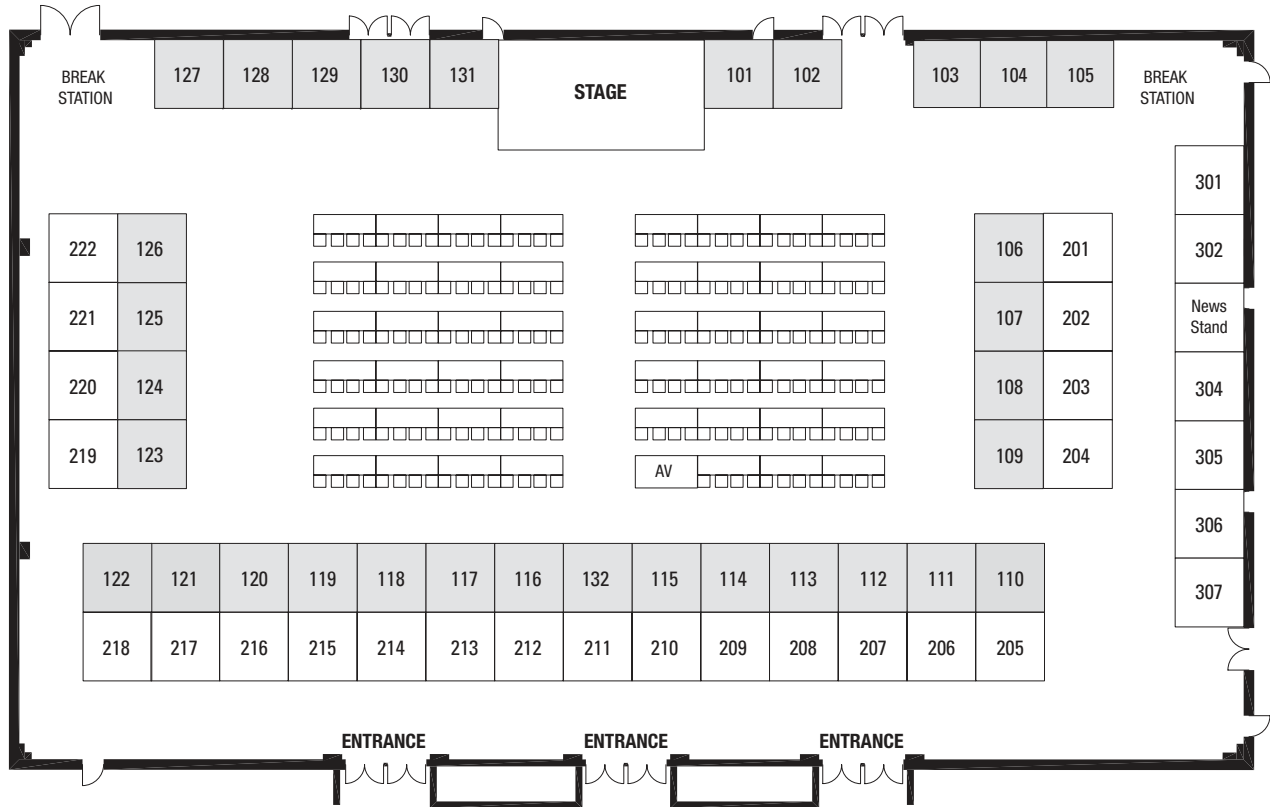 BREAK
STATION
127 128 129 130 131
STAGE
101 102
103 104 105
BREAK
STATION
301
222 126
106 201
302
221 125
107 202
News
Stand
220 124
108 203
304
219 123
AV
109 204
305
306
122 121 120 119 118 117 116 132 115 114 113 112 111 110
307
218 217 216 215 214 213 212 211 210 209 208 207 206 205
ENTRANCE ENTRANCE ENTRANCE